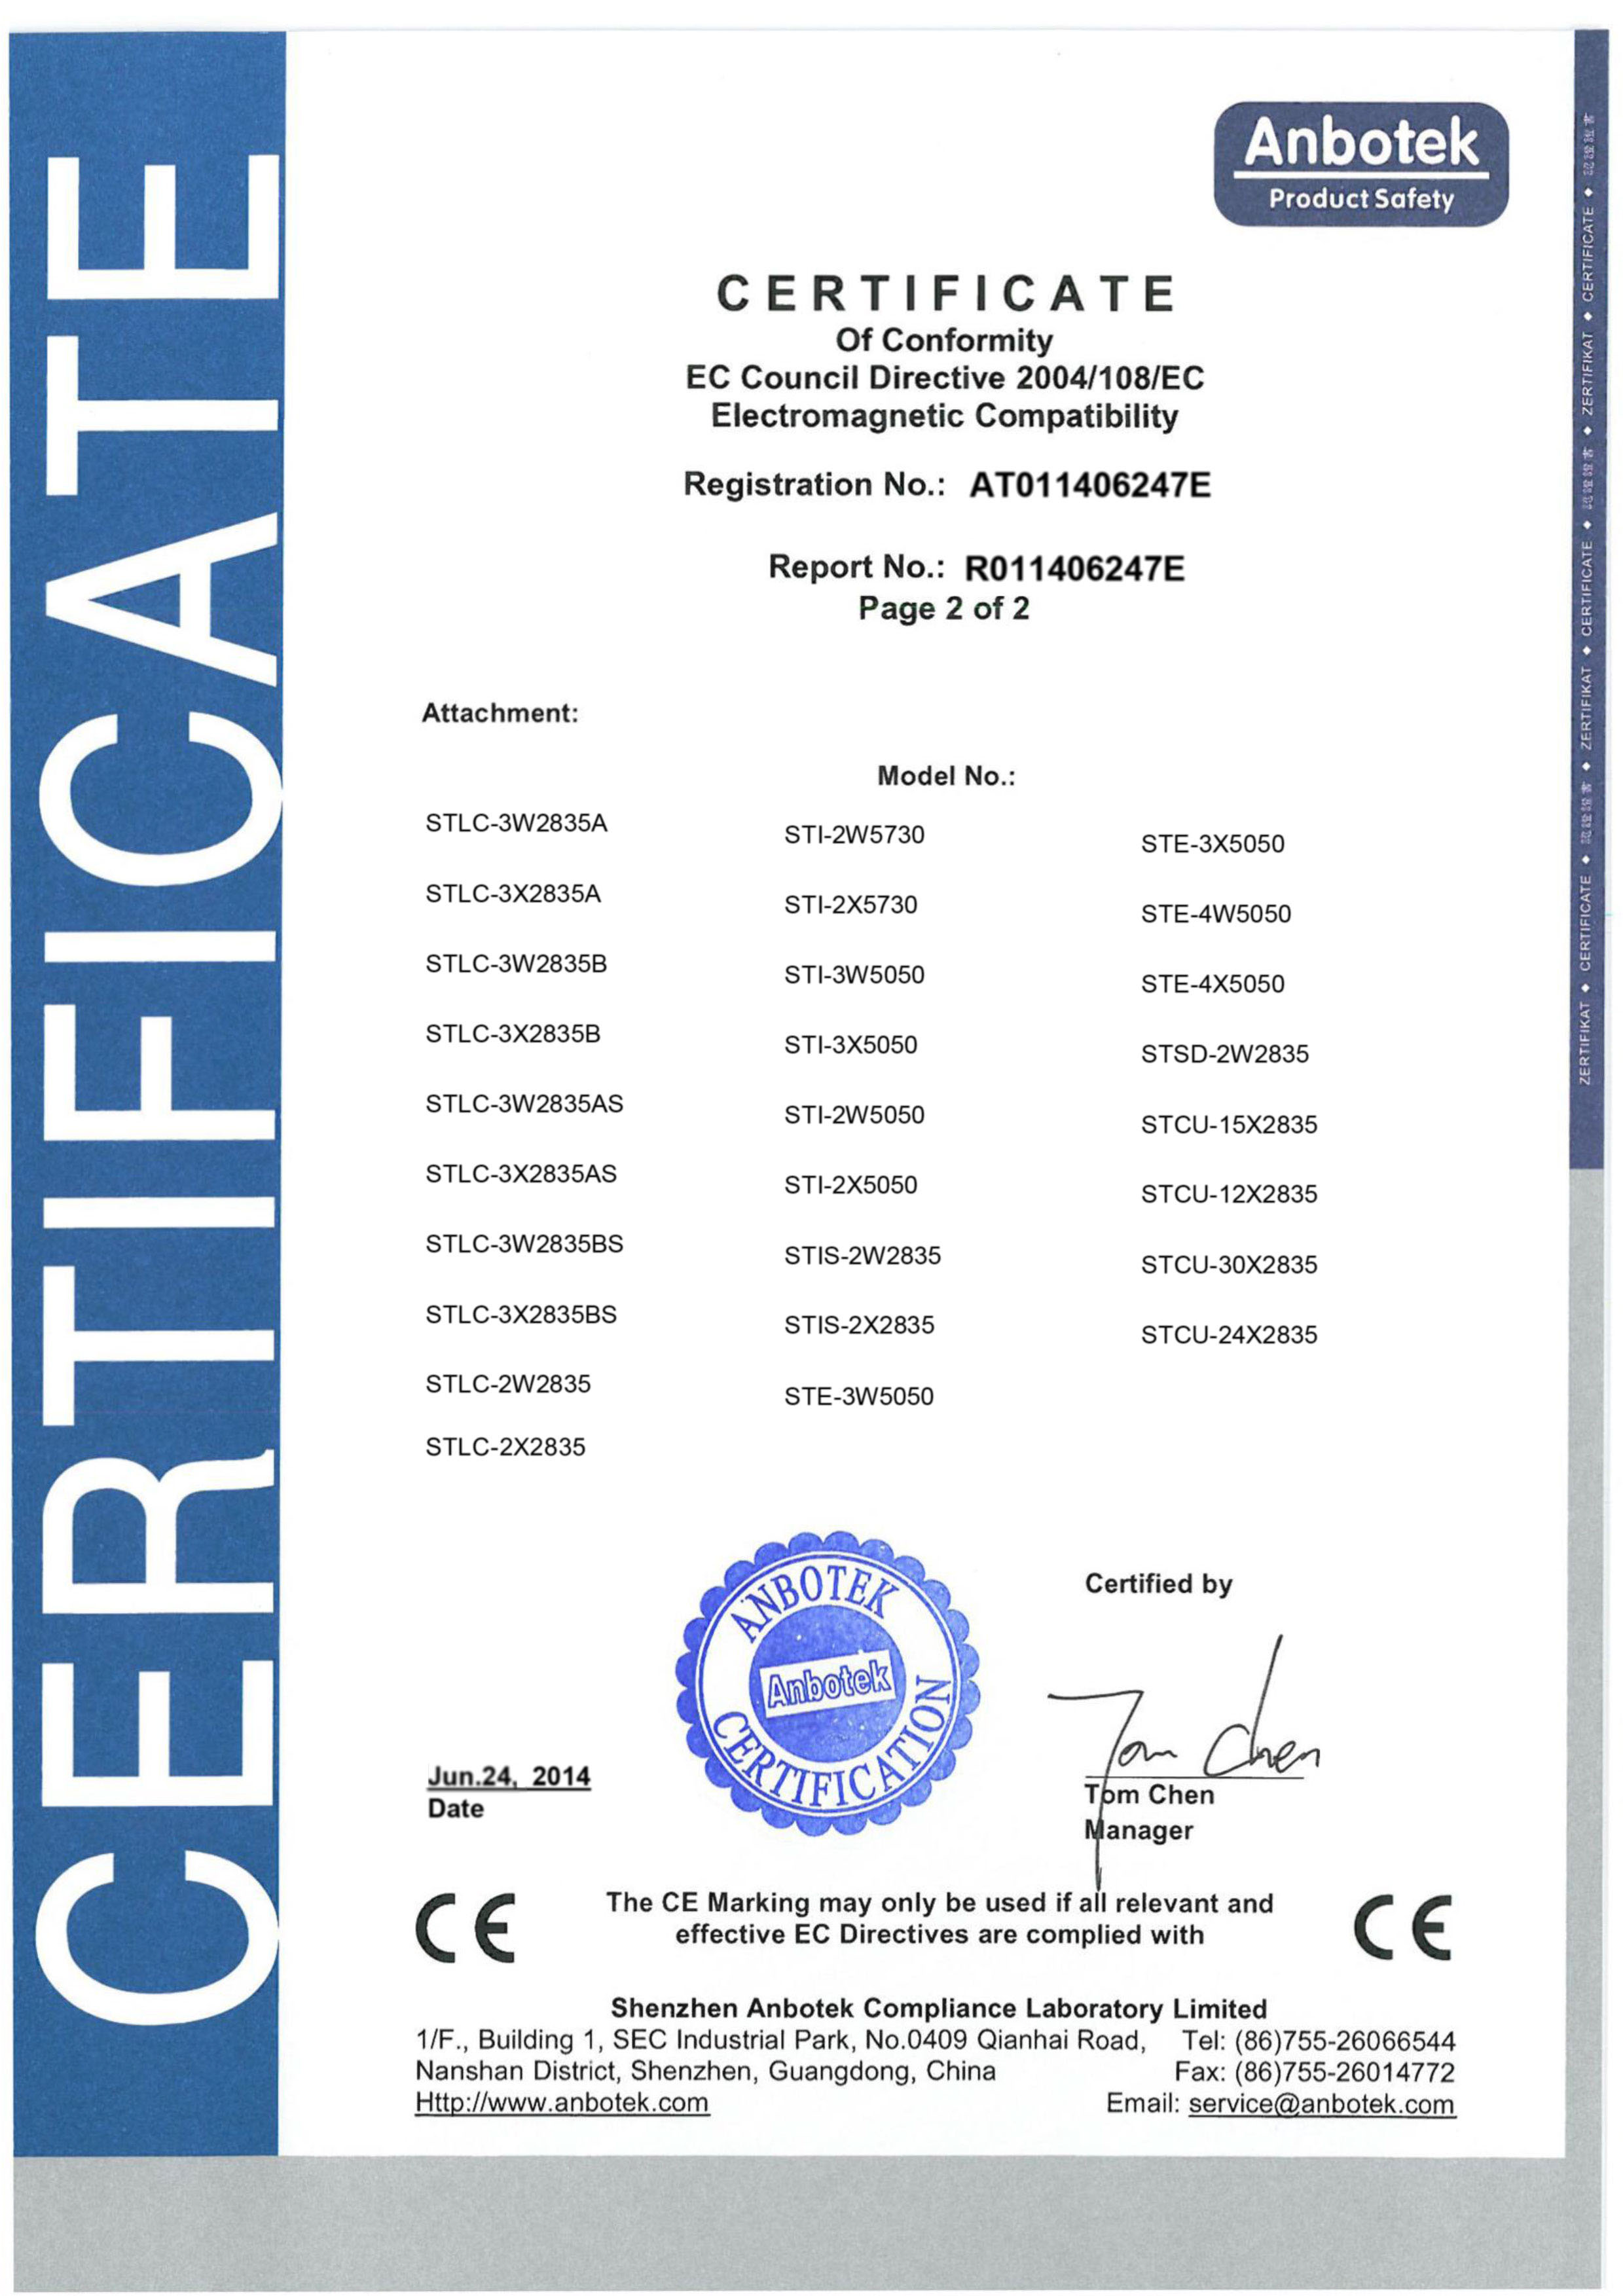 CERTIFICATE
Anbotek
Product Safety
CERTIFICATE
Of Conformity
EC Council Directive 2004/108/EC
Electromagnetic Compatibility
Registration No.: AT011406247E
Report No.: R011406247E
Page 2 of 2
Attachment:
Model No.:
STLC-3W2835A
STLC-3X2835A
STLC-3W2835B
STLC-3X2835B
STLC-3W2835AS
STLC-3X2835AS
STLC-3W2835BS
STLC-3X2835BS
STLC-2W2835
STLC-2X2835
STI-2W5730
STI-2X5730
STI-3W5050
STI-3X5050
STI-2W5050
STI-2X5050
STIS-2W2835
STIS-2X2835
STE-3W5050
STE-3X5050
STE-4W5050
STE-4X5050
STSD-2W2835
STCU-15X2835
STCU-12X2835
STCU-30X2835
STCU-24X2835
ANBOTEK
Anbotek
CERTIFICATION
Certified by
Tom Chen
Tom Chen
Manager
Jun.24, 2014
Date
CE
The CE Marking may only be used if all relevant and
effective EC Directives are complied with
CE
Shenzhen Anbotek Compliance Laboratory Limited
1/F., Building 1, SEC Industrial Park, No.0409 Qianhai Road, Tel: (86)755-26066544
Nanshan District, Shenzhen, Guangdong, China Fax: (86)755-26014772
Http://www.anbotek.com Email: service@anbotek.com
ZERTIFIKAT ◆ CERTIFICATE ◆ 認證證書 ◆ ZERTIFIKAT ◆ CERTIFICATE ◆ 認證證書 ◆ ZERTIFIKAT ◆ CERTIFICATE ◆ 認證證書